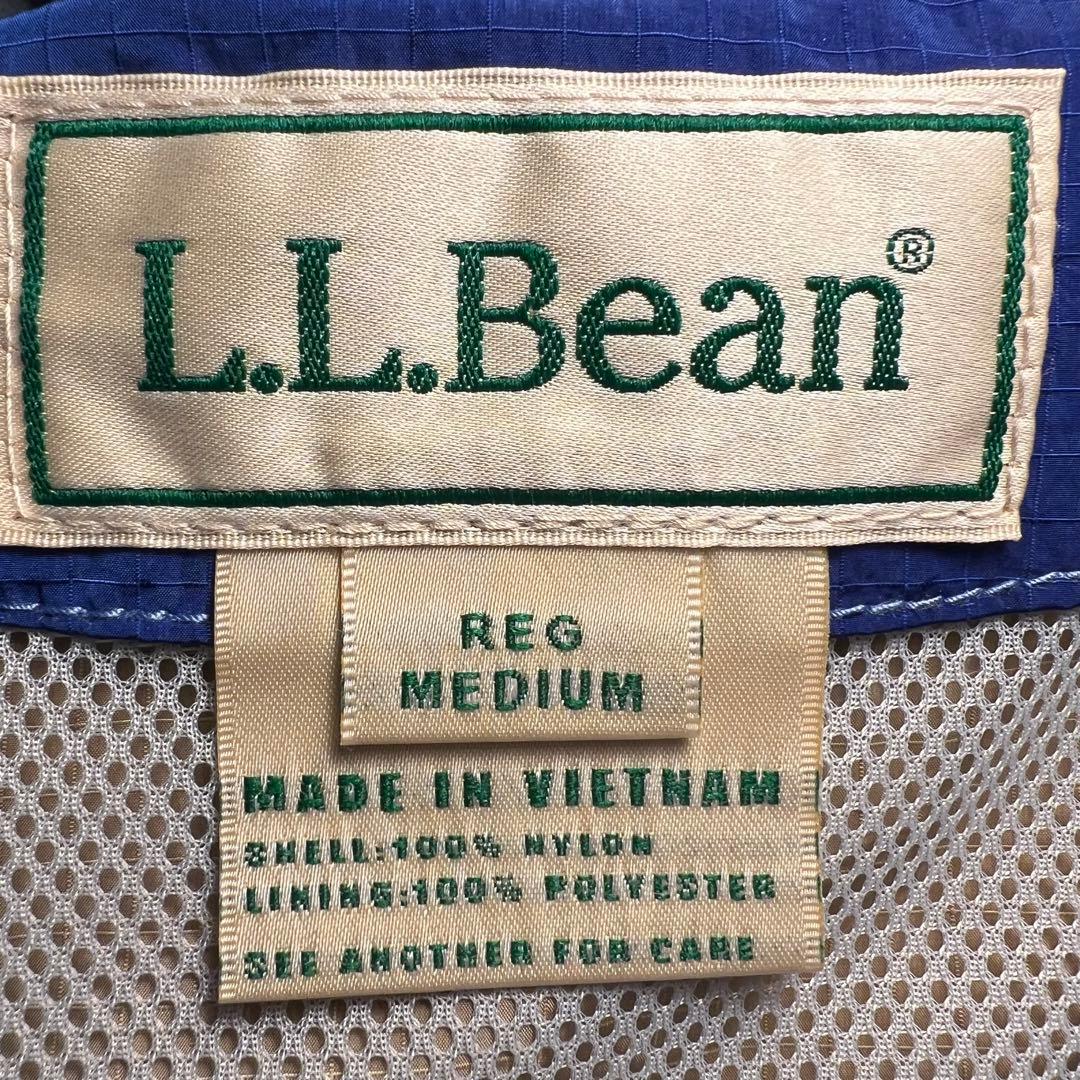 L.L.Bean®
REG
MEDIUM
MADE IN VIETNAM
SHELL:100% NYLON
LINING:100% POLYESTER
SEE ANOTHER FOR CARE